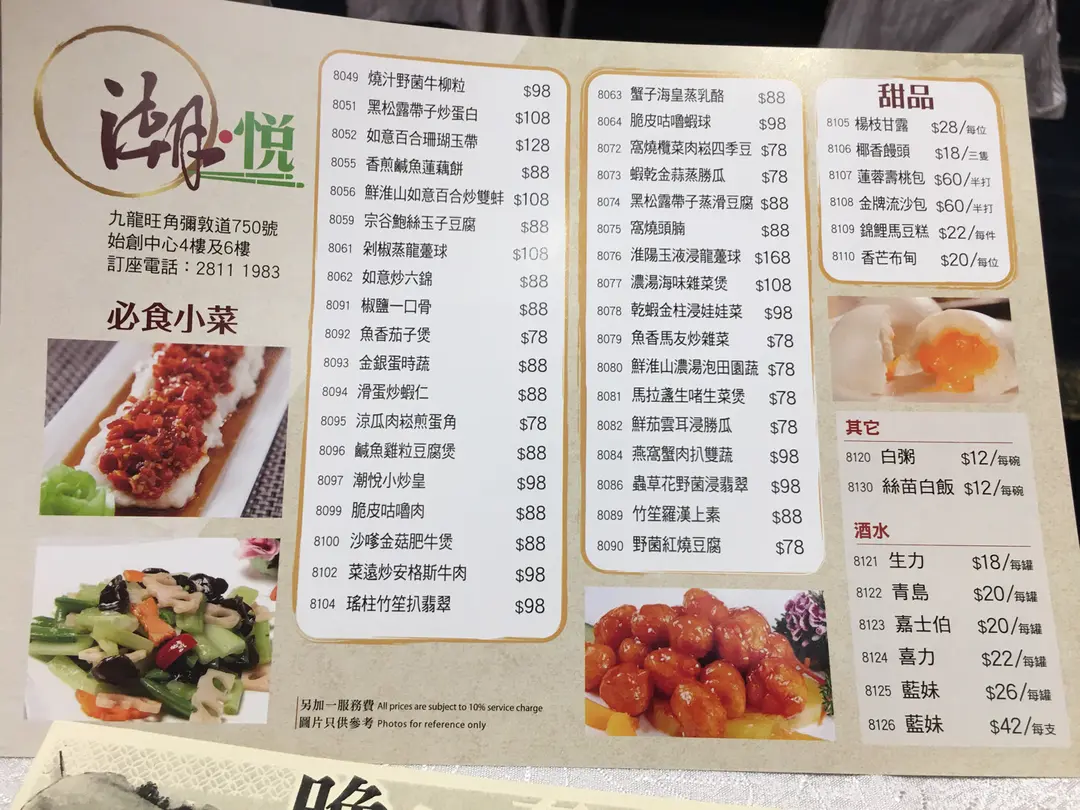 潮·悦
九龍旺角彌敦道750號
始創中心4樓及6樓
訂座電話：2811 1983
必食小菜
8049 燒汁野菌牛柳粒 $98
8051 黑松露帶子炒蛋白 $108
8052 如意百合珊瑚玉帶 $128
8055 香煎鹹魚蓮藕餅 $88
8056 鮮淮山如意百合炒雙蚌 $108
8059 宗谷鮑絲玉子豆腐 $88
8061 剁椒蒸龍躉球 $108
8062 如意炒六錦 $88
8091 椒鹽一口骨 $88
8092 魚香茄子煲 $78
8093 金銀蛋時蔬 $88
8094 滑蛋炒蝦仁 $88
8095 涼瓜肉崧煎蛋角 $78
8096 鹹魚雞粒豆腐煲 $88
8097 潮悅小炒皇 $98
8099 脆皮咕嚕肉 $88
8100 沙嗲金菇肥牛煲 $88
8102 菜遠炒安格斯牛肉 $98
8104 瑤柱竹笙扒翡翠 $98
8063 蟹子海皇蒸乳酪 $88
8064 脆皮咕嚕蝦球 $98
8072 窩燒欖菜肉崧四季豆 $78
8073 蝦乾金蒜蒸勝瓜 $78
8074 黑松露帶子蒸滑豆腐 $88
8075 窩燒頭腩 $88
8076 淮陽玉液浸龍躉球 $168
8077 濃湯海味雜菜煲 $108
8078 乾蝦金柱浸娃娃菜 $98
8079 魚香馬友炒雜菜 $78
8080 鮮淮山濃湯泡田園蔬 $78
8081 馬拉盞生啫生菜煲 $78
8082 鮮茄雲耳浸勝瓜 $78
8084 燕窩蟹肉扒雙蔬 $98
8086 蟲草花野菌浸翡翠 $98
8089 竹笙羅漢上素 $88
8090 野菌紅燒豆腐 $78
甜品
8105 楊枝甘露 $28/每位
8106 椰香饅頭 $18/三隻
8107 蓮蓉壽桃包 $60/半打
8108 金牌流沙包 $60/半打
8109 錦鯉馬豆糕 $22/每件
8110 香芒布甸 $20/每位
其它
8120 白粥 $12/每碗
8130 絲苗白飯 $12/每碗
酒水
8121 生力 $18/每罐
8122 青島 $20/每罐
8123 嘉士伯 $20/每罐
8124 喜力 $22/每罐
8125 藍妹 $26/每罐
8126 藍妹 $42/每支
另加一服務費 All prices are subject to 10% service charge
圖片只供參考 Photos for reference only